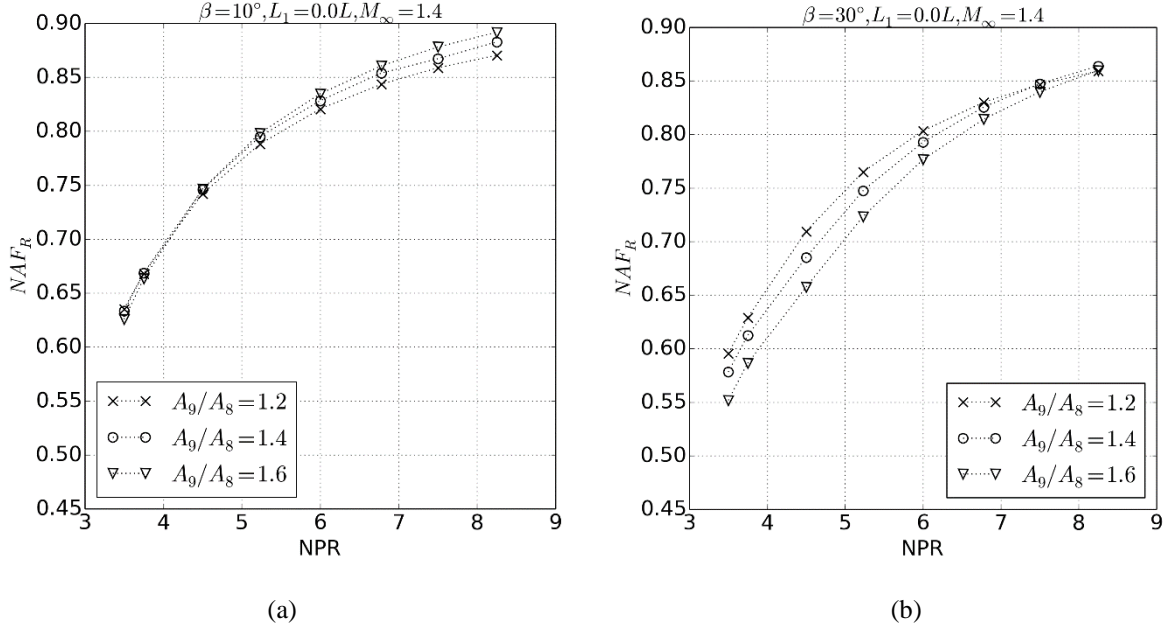 β=10°,L₁=0.0L,M∞=1.4
0.90
0.85
0.80
0.75
0.70
0.65
0.60
0.55
0.50
0.45
NAF_R
A₉/A₈=1.2
A₉/A₈=1.4
A₉/A₈=1.6
3 4 5 6 7 8 9
NPR
(a)
β=30°,L₁=0.0L,M∞=1.4
0.90
0.85
0.80
0.75
0.70
0.65
0.60
0.55
0.50
0.45
NAF_R
A₉/A₈=1.2
A₉/A₈=1.4
A₉/A₈=1.6
3 4 5 6 7 8 9
NPR
(b)